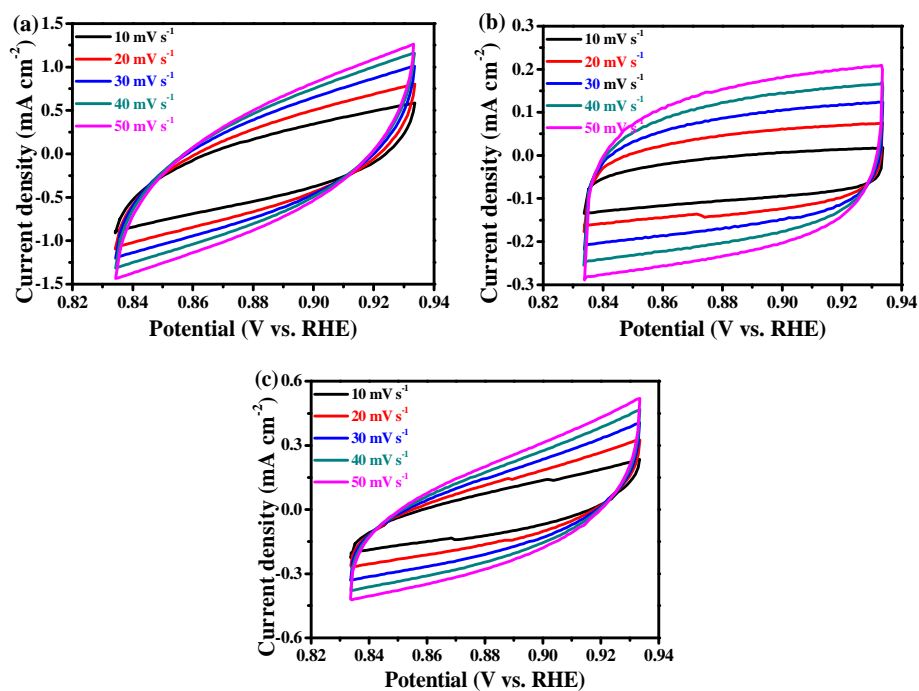 (a)
1.5
1.0
0.5
0.0
-0.5
-1.0
-1.5
Current density (mA cm-2)
10 mV s-1
20 mV s-1
30 mV s-1
40 mV s-1
50 mV s-1
0.82 0.84 0.86 0.88 0.90 0.92 0.94
Potential (V vs. RHE)
(b)
0.3
0.2
0.1
0.0
-0.1
-0.2
-0.3
Current density (mA cm-2)
10 mV s-1
20 mV s-1
30 mV s-1
40 mV s-1
50 mV s-1
0.82 0.84 0.86 0.88 0.90 0.92 0.94
Potential (V vs. RHE)
(c)
0.6
0.3
0.0
-0.3
-0.6
Current density (mA cm-2)
10 mV s-1
20 mV s-1
30 mV s-1
40 mV s-1
50 mV s-1
0.82 0.84 0.86 0.88 0.90 0.92 0.94
Potential (V vs. RHE)